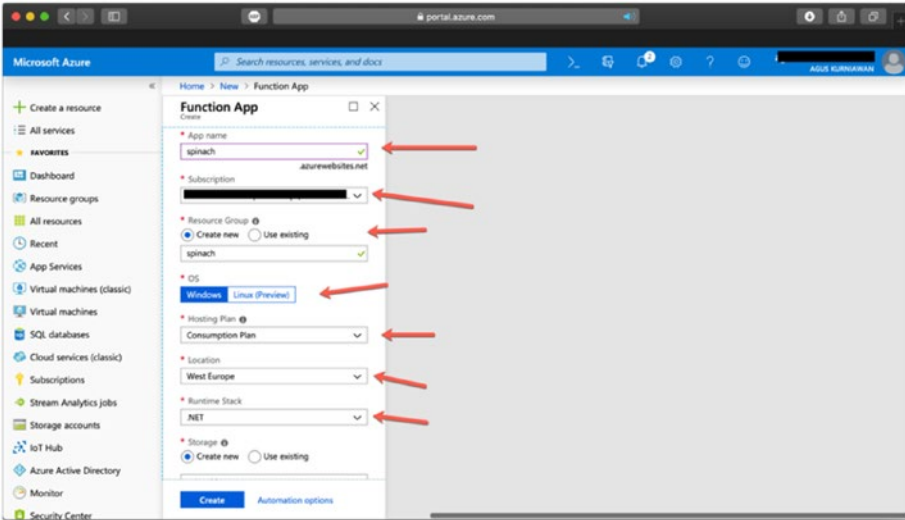 portal.azure.com
Microsoft Azure
Search resources, services, and docs
2
AGUS KURNIAWAN
Home > New > Function App
Create a resource
All services
FAVORITES
Dashboard
Resource groups
All resources
Recent
App Services
Virtual machines (classic)
Virtual machines
SQL databases
Cloud services (classic)
Subscriptions
Stream Analytics jobs
Storage accounts
IoT Hub
Azure Active Directory
Monitor
Security Center
Function App
Create
* App name
spinach
.azurewebsites.net
* Subscription
* Resource Group
Create new Use existing
spinach
* OS
Windows Linux (Preview)
* Hosting Plan
Consumption Plan
* Location
West Europe
* Runtime Stack
.NET
* Storage
Create new Use existing
Create Automation options